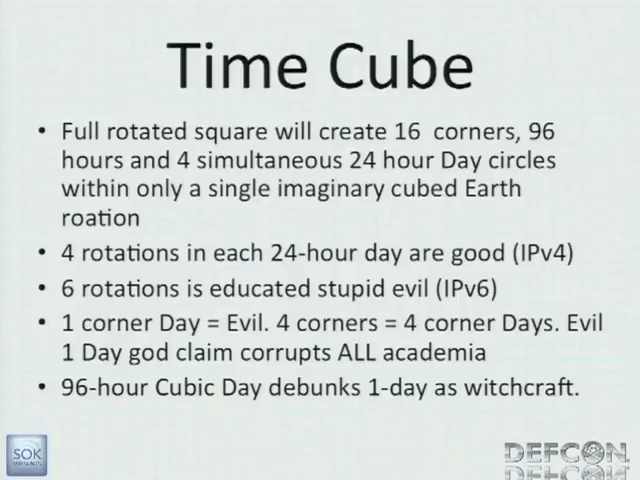 Time Cube
• Full rotated square will create 16 corners, 96
hours and 4 simultaneous 24 hour Day circles
within only a single imaginary cubed Earth
roation
• 4 rotations in each 24-hour day are good (IPv4)
• 6 rotations is educated stupid evil (IPv6)
• 1 corner Day = Evil. 4 corners = 4 corner Days. Evil
1 Day god claim corrupts ALL academia
• 96-hour Cubic Day debunks 1-day as witchcraft.
SOK
DEFCON.